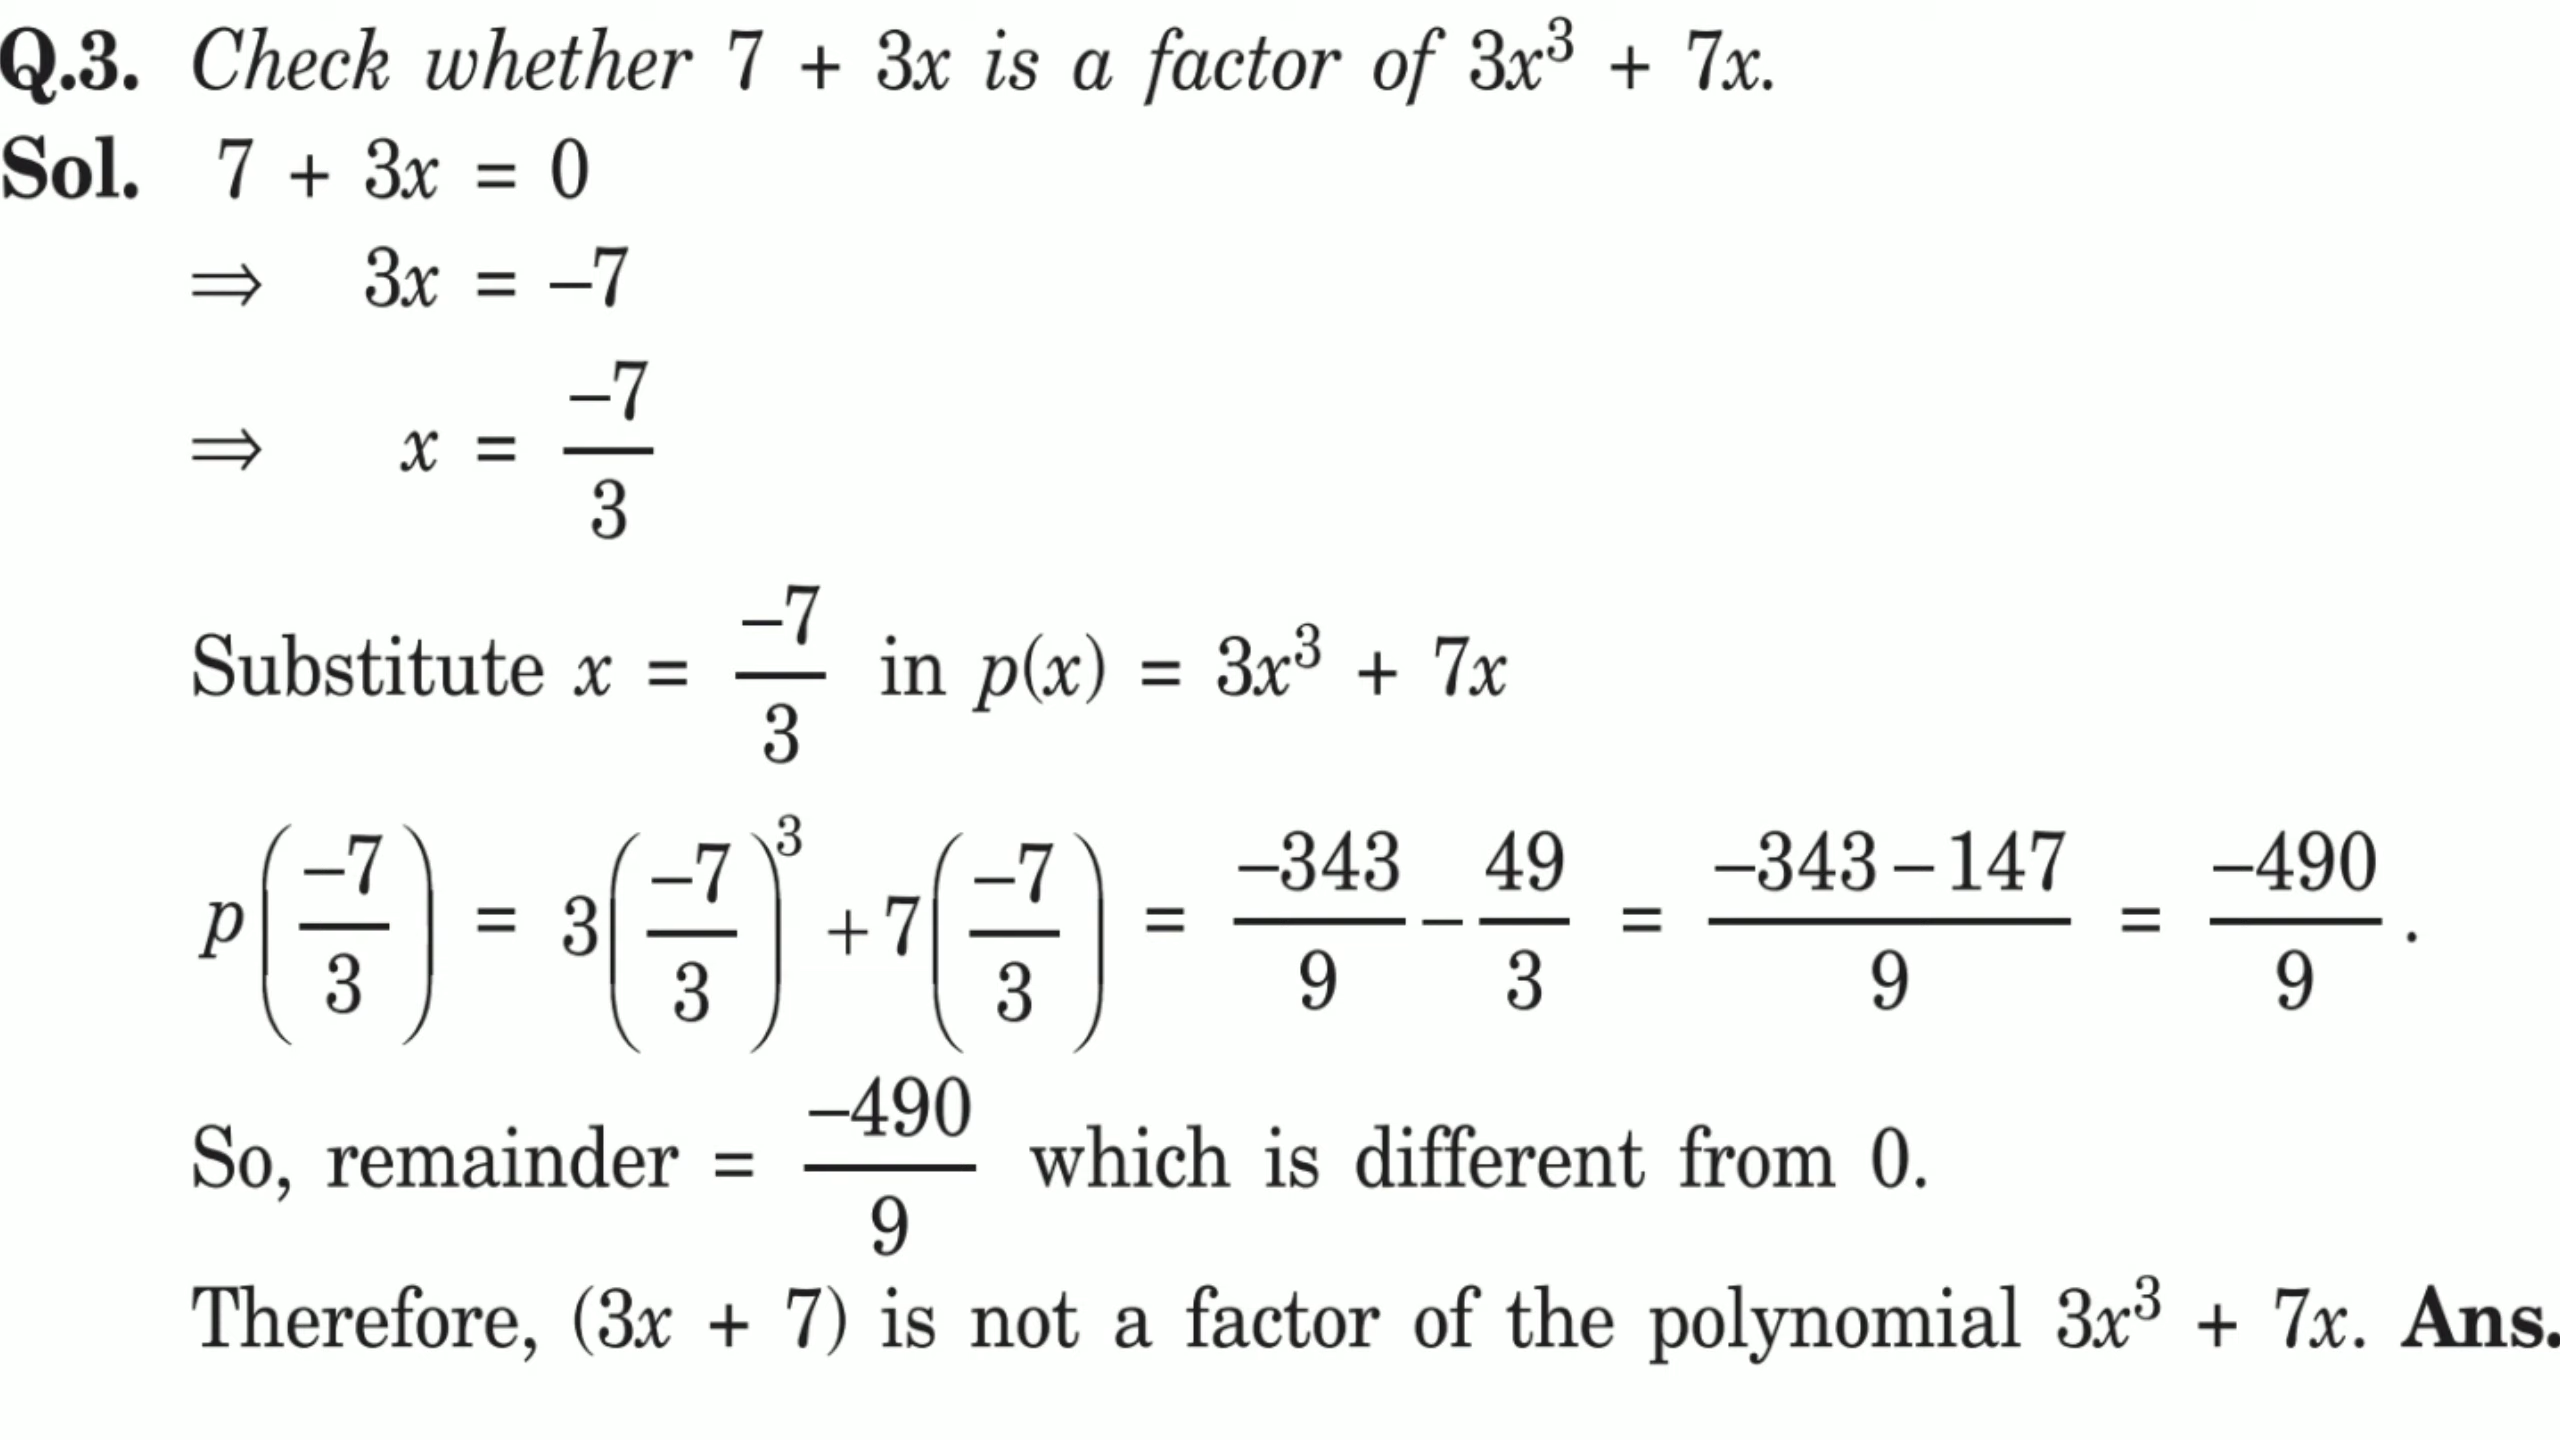 Q.3. Check whether 7 + 3x is a factor of 3x³ + 7x.
Sol. 7 + 3x = 0
⇒ 3x = –7
⇒ x = –7/3
Substitute x = –7/3 in p(x) = 3x³ + 7x
p(–7/3) = 3(–7/3)³ + 7(–7/3) = –343/9 – 49/3 = –343 – 147/9 = –490/9 .
So, remainder = –490/9 which is different from 0.
Therefore, (3x + 7) is not a factor of the polynomial 3x³ + 7x. Ans.